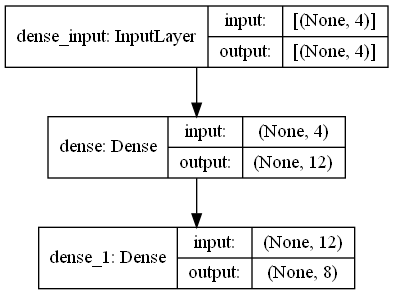 dense_input: InputLayer
input: [(None, 4)]
output: [(None, 4)]
dense: Dense
input: (None, 4)
output: (None, 12)
dense_1: Dense
input: (None, 12)
output: (None, 8)